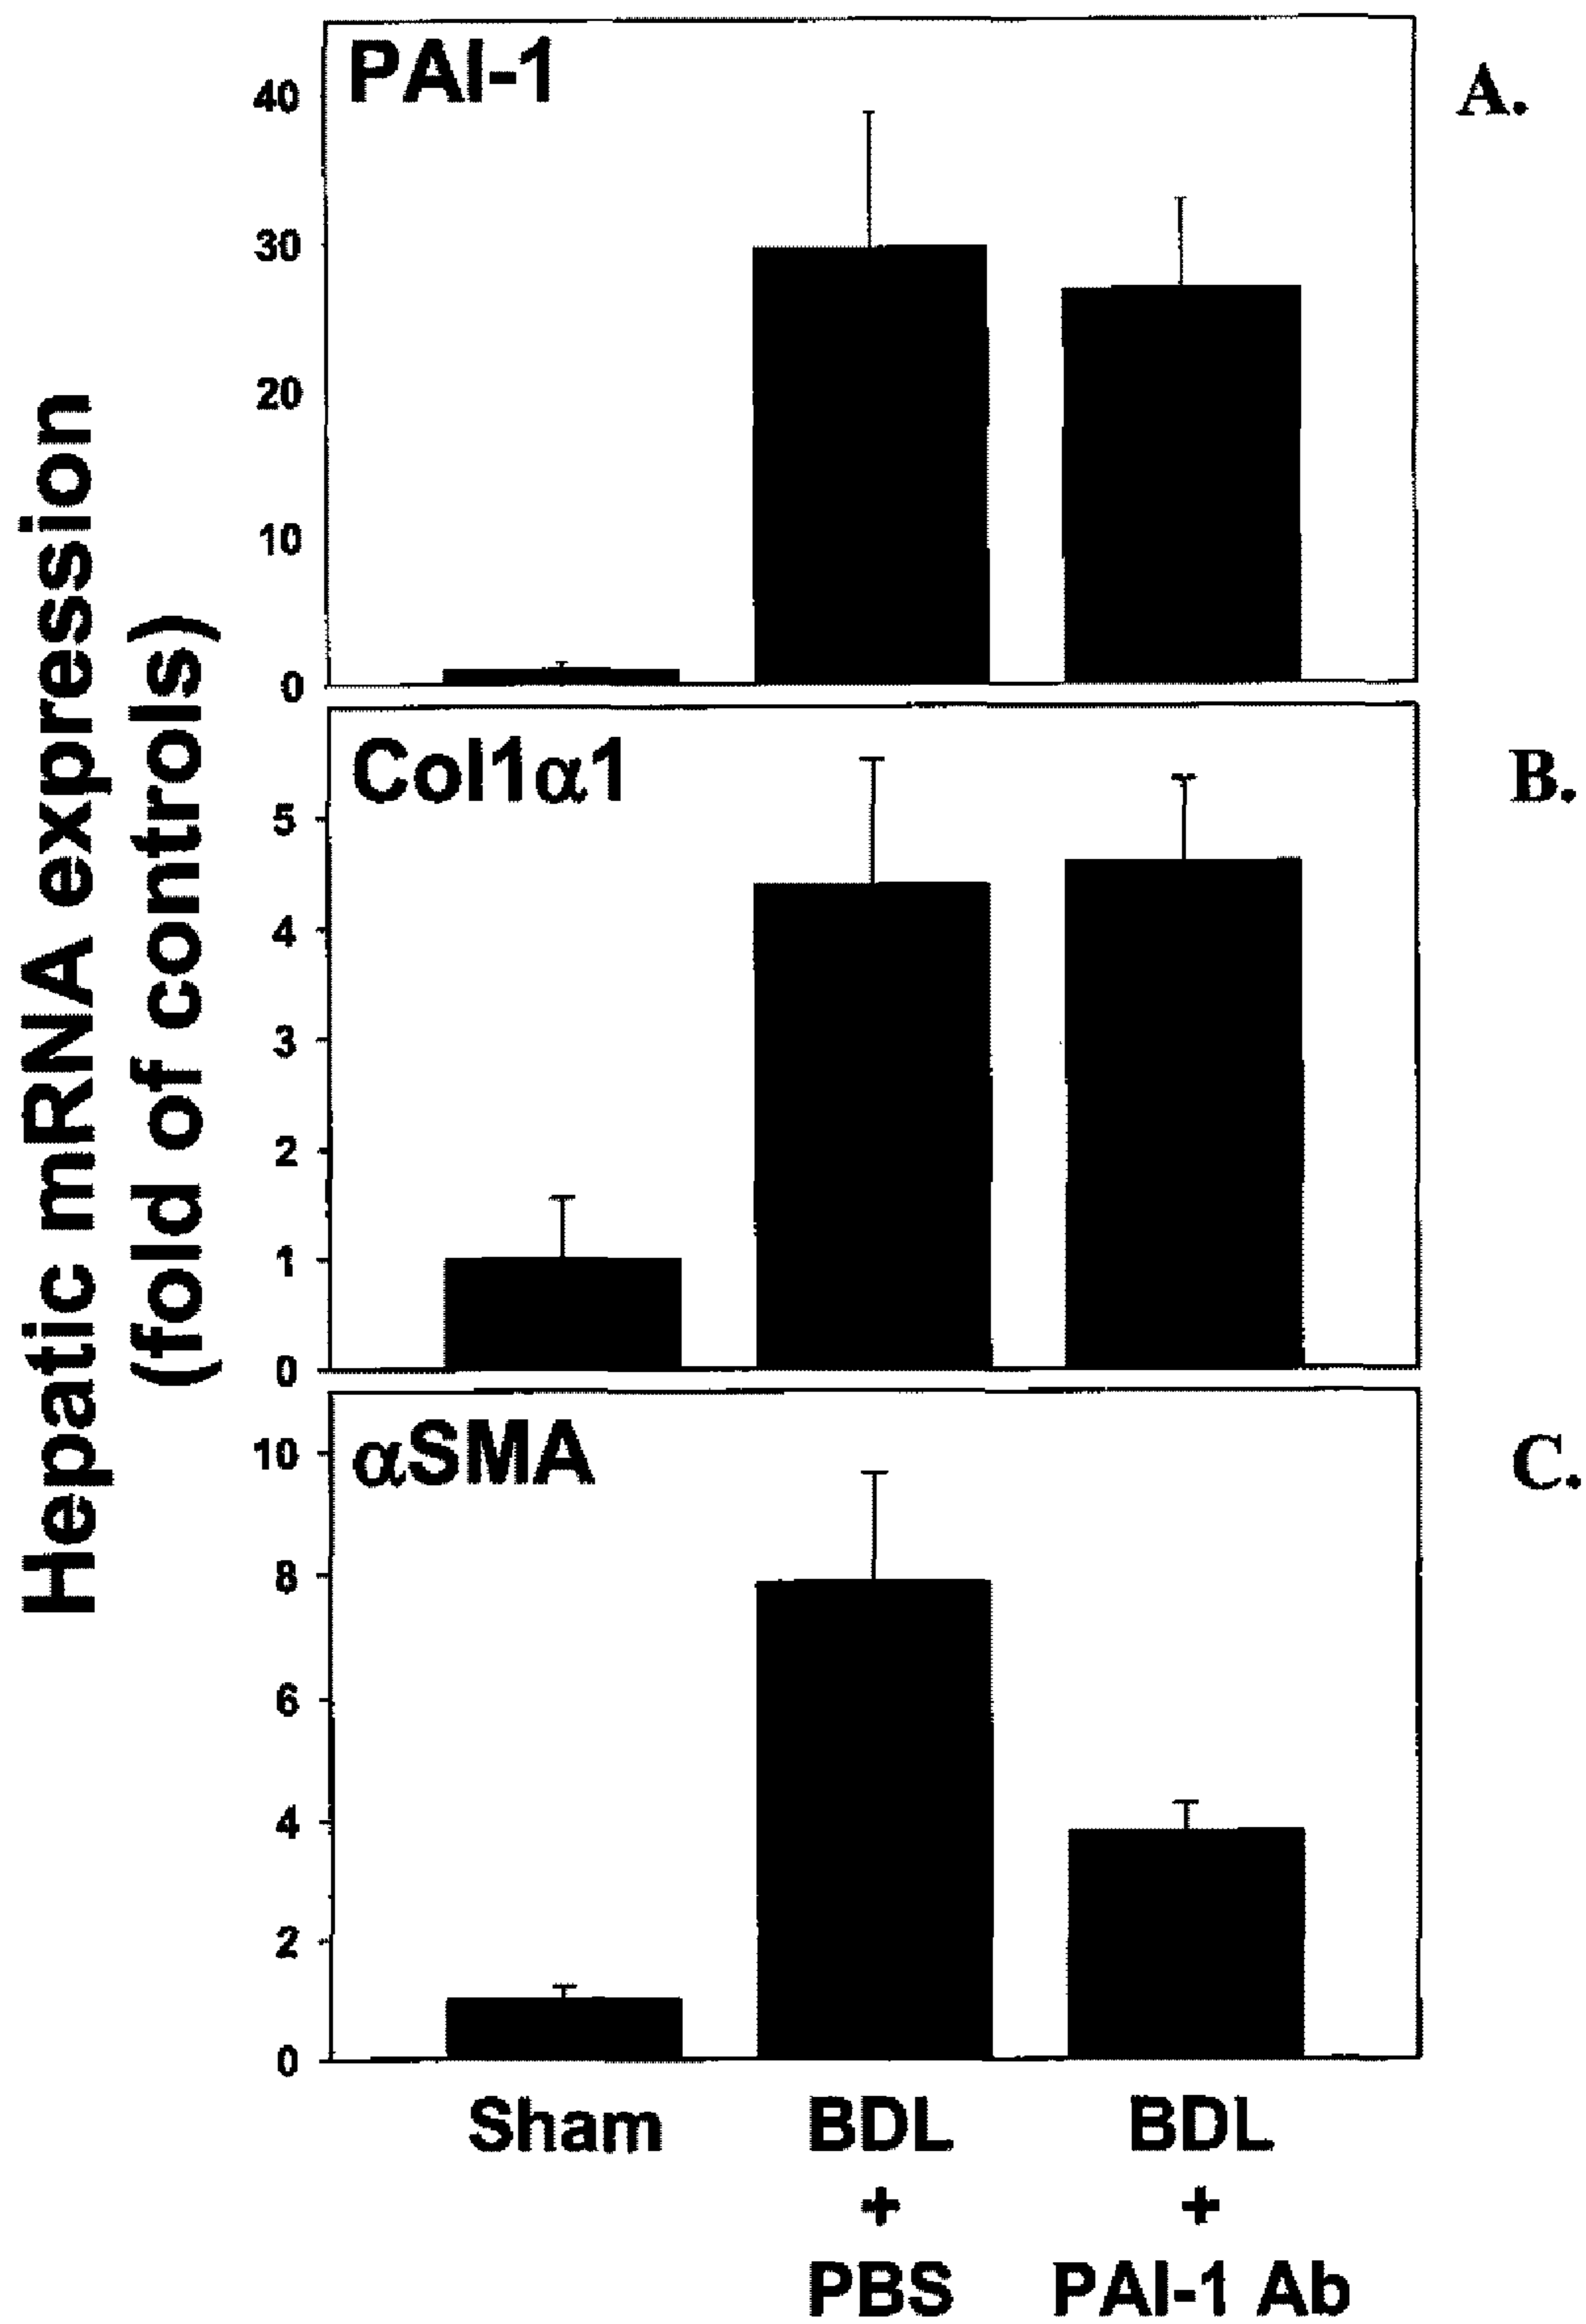 Hepatic mRNA expression
(fold of controls)
PAI-1
A.
40
30
20
10
0
Col1α1
B.
5
4
3
2
1
0
αSMA
C.
10
8
6
4
2
0
Sham
BDL
+
PBS
BDL
+
PAI-1 Ab